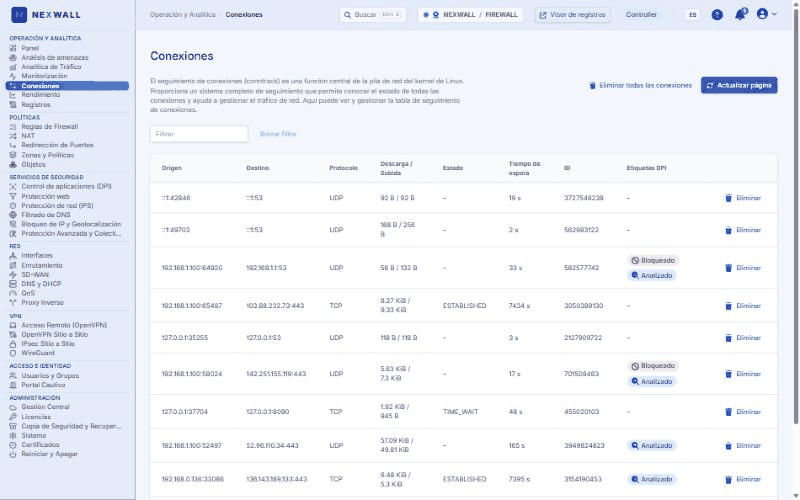 NEXWALL
Operación y Analítica
Conexiones
Buscar
Ctrl K
NEXWALL / FIREWALL
Visor de registros
Controller
ES
OPERACIÓN Y ANALÍTICA
Panel
Análisis de amenazas
Analítica de Tráfico
Monitorización
Conexiones
Rendimiento
Registros
POLÍTICAS
Reglas de Firewall
NAT
Redirección de Puertos
Zonas y Políticas
Objetos
SERVICIOS DE SEGURIDAD
Control de aplicaciones (DPI)
Protección web
Protección de red (IPS)
Filtrado de DNS
Bloqueo de IP y Geolocalización
Protección Avanzada y Colecti...
RED
Interfaces
Enrutamiento
SD-WAN
DNS y DHCP
QoS
Proxy Inverso
VPN
Acceso Remoto (OpenVPN)
OpenVPN Sitio a Sitio
IPsec Sitio a Sitio
WireGuard
ACCESO E IDENTIDAD
Usuarios y Grupos
Portal Cautivo
ADMINISTRACIÓN
Gestión Central
Licencias
Copia de Seguridad y Recuper...
Sistema
Certificados
Reiniciar y Apagar
Conexiones
El seguimiento de conexiones (conntrack) es una función central de la pila de red del kernel de Linux.
Proporciona un sistema completo de seguimiento que permite conocer el estado de todas las
conexiones y ayuda a gestionar el tráfico de red. Aquí puede ver y gestionar la tabla de seguimiento
de conexiones.
Eliminar todas las conexiones
Actualizar página
Filtrar
Borrar filtro
Origen Destino Protocolo Descarga / Subida Estado Tiempo de espera ID Etiquetas DPI
::1:42846 ::1:53 UDP 92 B / 92 B - 19 s 3727548238 - Eliminar
::1:49703 ::1:53 UDP 168 B / 256 B - 2 s 562983122 - Eliminar
192.168.1.100:64920 192.168.1.1:53 UDP 56 B / 132 B - 33 s 582577742 Bloqueado Analizado Eliminar
192.168.1.100:65487 103.88.232.73:443 TCP 8.27 KiB / 9.33 KiB ESTABLISHED 7434 s 3050389130 - Eliminar
127.0.0.1:35255 127.0.0.1:53 UDP 118 B / 118 B - 3 s 2127909722 - Eliminar
192.168.1.100:58024 142.251.155.119:443 UDP 5.63 KiB / 7.3 KiB - 17 s 701508483 Bloqueado Analizado Eliminar
127.0.0.1:37704 127.0.0.1:8090 TCP 1.92 KiB / 945 B TIME_WAIT 48 s 455020103 - Eliminar
192.168.1.100:52497 52.96.110.34:443 UDP 57.09 KiB / 49.81 KiB - 165 s 3949824823 Analizado Eliminar
192.168.0.136:33086 136.143.189.133:443 TCP 6.48 KiB / 5.3 KiB ESTABLISHED 7395 s 3154190453 Analizado Eliminar